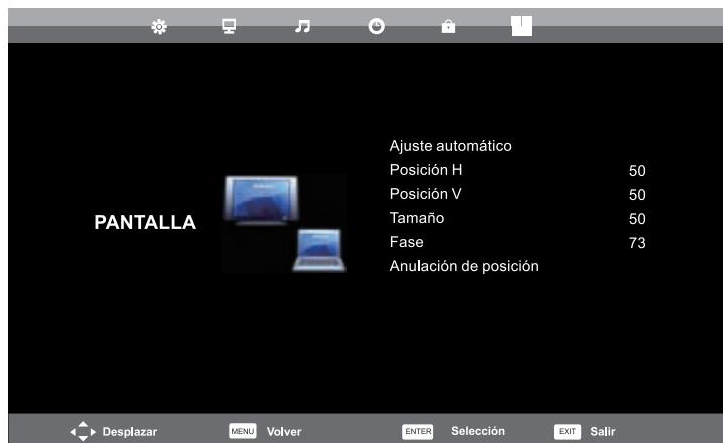 PANTALLA
Ajuste automático
Posición H 50
Posición V 50
Tamaño 50
Fase 73
Anulación de posición
Desplazar MENU Volver ENTER Selección EXIT Salir